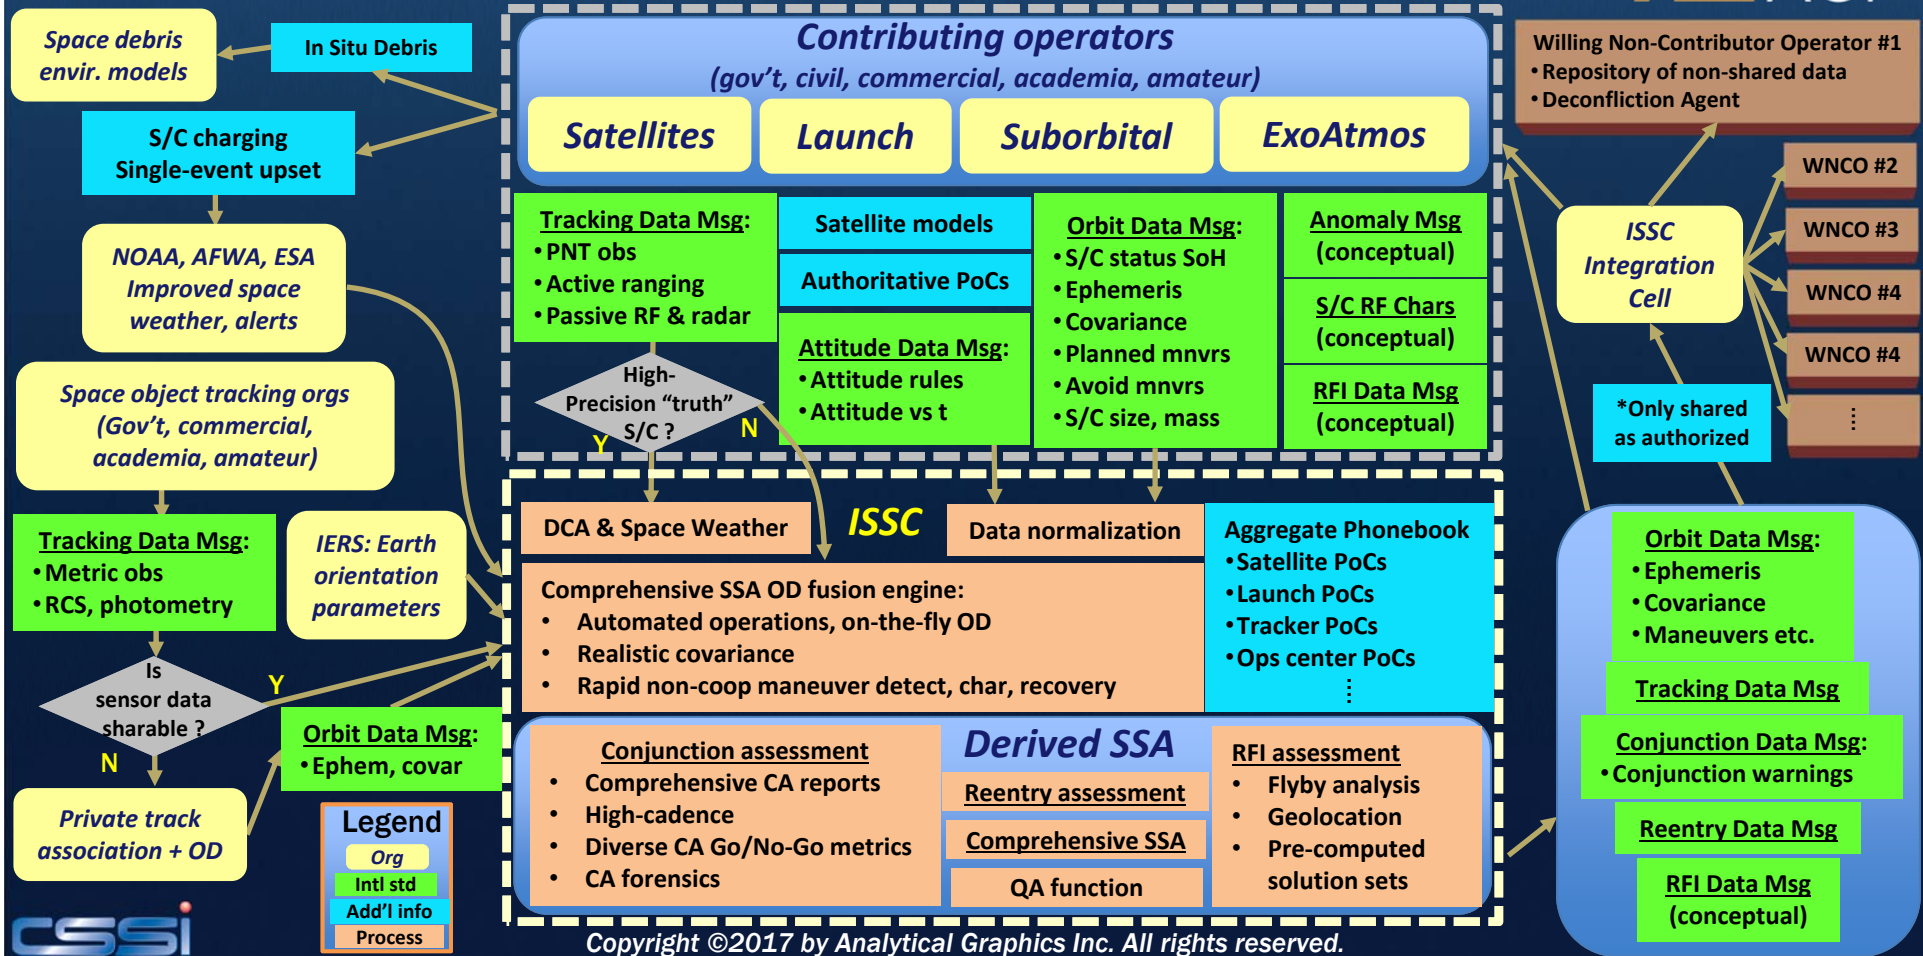 Space debris
envir. models
In Situ Debris
S/C charging
Single-event upset
NOAA, AFWA, ESA
Improved space
weather, alerts
Space object tracking orgs
(Gov't, commercial,
academia, amateur)
Tracking Data Msg:
• Metric obs
• RCS, photometry
IERS: Earth
orientation
parameters
Is
sensor data
sharable ?
Y
N
Orbit Data Msg:
• Ephem, covar
Private track
association + OD
Legend
Org
Intl std
Add'l info
Process
cssi
Contributing operators
(gov't, civil, commercial, academia, amateur)
Satellites
Launch
Suborbital
ExoAtmos
Tracking Data Msg:
• PNT obs
• Active ranging
• Passive RF & radar
Satellite models
Authoritative PoCs
Attitude Data Msg:
• Attitude rules
• Attitude vs t
Orbit Data Msg:
• S/C status SoH
• Ephemeris
• Covariance
• Planned mnvrs
• Avoid mnvrs
• S/C size, mass
Anomaly Msg
(conceptual)
S/C RF Chars
(conceptual)
RFI Data Msg
(conceptual)
High-
Precision “truth”
S/C ?
Y
N
DCA & Space Weather
ISSC
Data normalization
Aggregate Phonebook
• Satellite PoCs
• Launch PoCs
• Tracker PoCs
• Ops center PoCs
⋮
Comprehensive SSA OD fusion engine:
• Automated operations, on-the-fly OD
• Realistic covariance
• Rapid non-coop maneuver detect, char, recovery
Derived SSA
Conjunction assessment
• Comprehensive CA reports
• High-cadence
• Diverse CA Go/No-Go metrics
• CA forensics
Reentry assessment
Comprehensive SSA
QA function
RFI assessment
• Flyby analysis
• Geolocation
• Pre-computed
solution sets
Copyright ©2017 by Analytical Graphics Inc. All rights reserved.
Willing Non-Contributor Operator #1
• Repository of non-shared data
• Deconfliction Agent
WNCO #2
WNCO #3
WNCO #4
WNCO #4
⋮
ISSC
Integration
Cell
*Only shared
as authorized
Orbit Data Msg:
• Ephemeris
• Covariance
• Maneuvers etc.
Tracking Data Msg
Conjunction Data Msg:
• Conjunction warnings
Reentry Data Msg
RFI Data Msg
(conceptual)